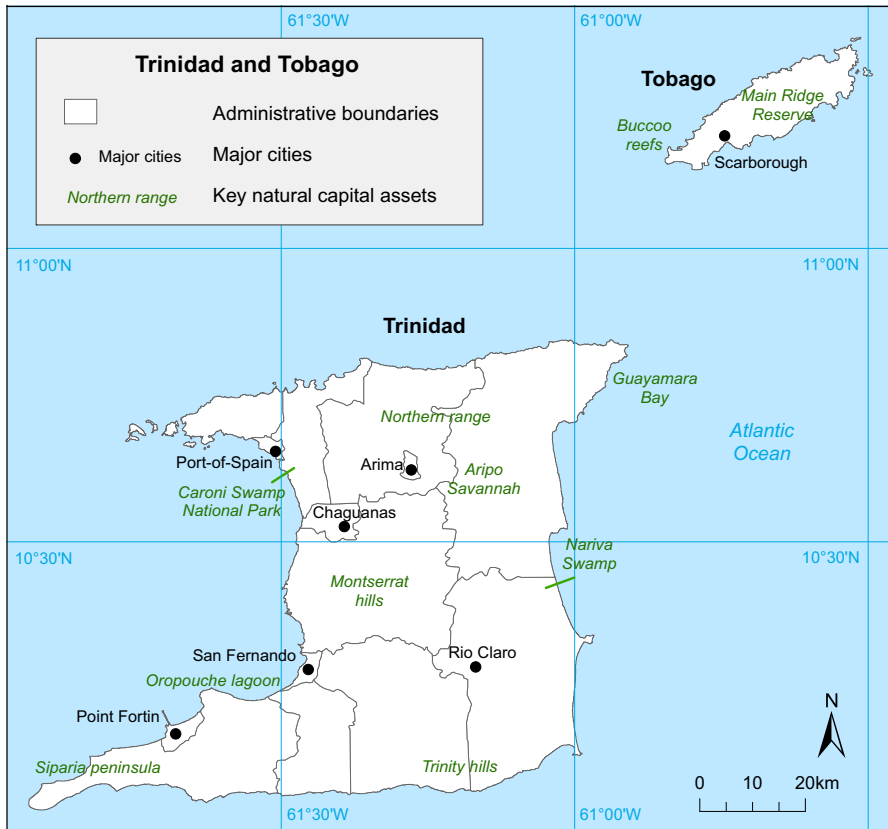 61°30'W
61°00'W
Trinidad and Tobago
Administrative boundaries
Major cities
Major cities
Northern range
Key natural capital assets
Tobago
Main Ridge
Reserve
Buccoo
reefs
Scarborough
11°00'N
11°00'N
Trinidad
Guayamara
Bay
Northern range
Atlantic
Ocean
Port-of-Spain
Arima
Aripo
Savannah
Caroni Swamp
National Park
Chaguanas
10°30'N
10°30'N
Nariva
Swamp
Montserrat
hills
San Fernando
Rio Claro
Oropouche lagoon
Point Fortin
N
Siparia peninsula
Trinity hills
0 10 20km
61°30'W
61°00'W